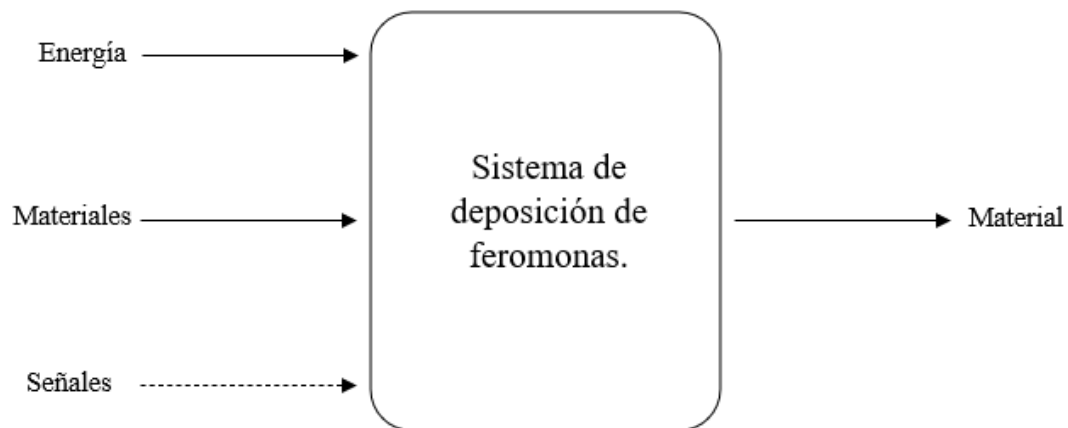 Energía
Materiales
Señales
Sistema de
deposición de
feromonas.
Material